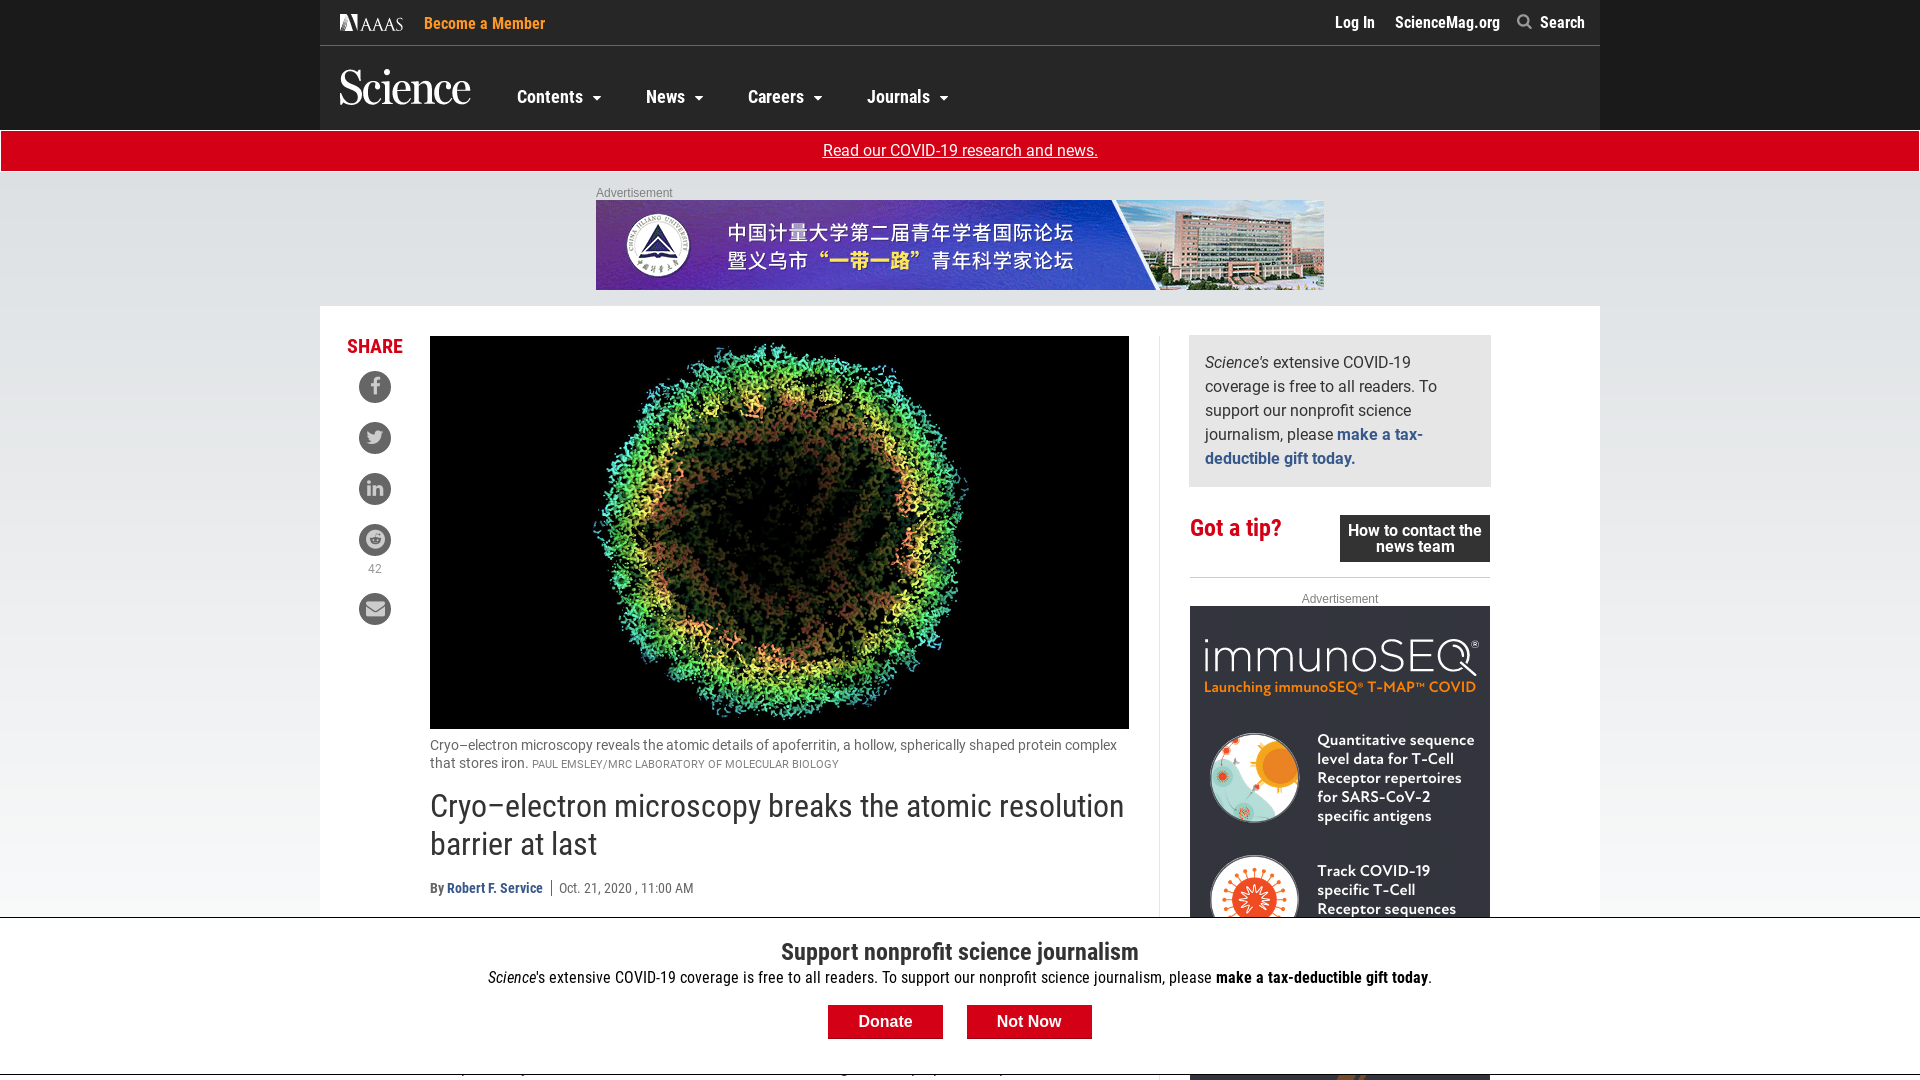 AAAS
Become a Member
Log In
ScienceMag.org
Search
Science
Contents
News
Careers
Journals
Read our COVID-19 research and news.
Advertisement
中国计量大学第二届青年学者国际论坛
暨义乌市“一带一路”青年科学家论坛
SHARE
42
Cryo–electron microscopy reveals the atomic details of apoferritin, a hollow, spherically shaped protein complex
that stores iron. PAUL EMSLEY/MRC LABORATORY OF MOLECULAR BIOLOGY
Cryo–electron microscopy breaks the atomic resolution
barrier at last
By Robert F. Service
Oct. 21, 2020 , 11:00 AM
Science's extensive COVID-19
coverage is free to all readers. To
support our nonprofit science
journalism, please make a tax-
deductible gift today.
Got a tip?
How to contact the
news team
Advertisement
immunoSEQ®
Launching immunoSEQ® T-MAP™ COVID
Quantitative sequence
level data for T-Cell
Receptor repertoires
for SARS-CoV-2
specific antigens
Track COVID-19
specific T-Cell
Receptor sequences
Support nonprofit science journalism
Science's extensive COVID-19 coverage is free to all readers. To support our nonprofit science journalism, please make a tax-deductible gift today.
Donate
Not Now